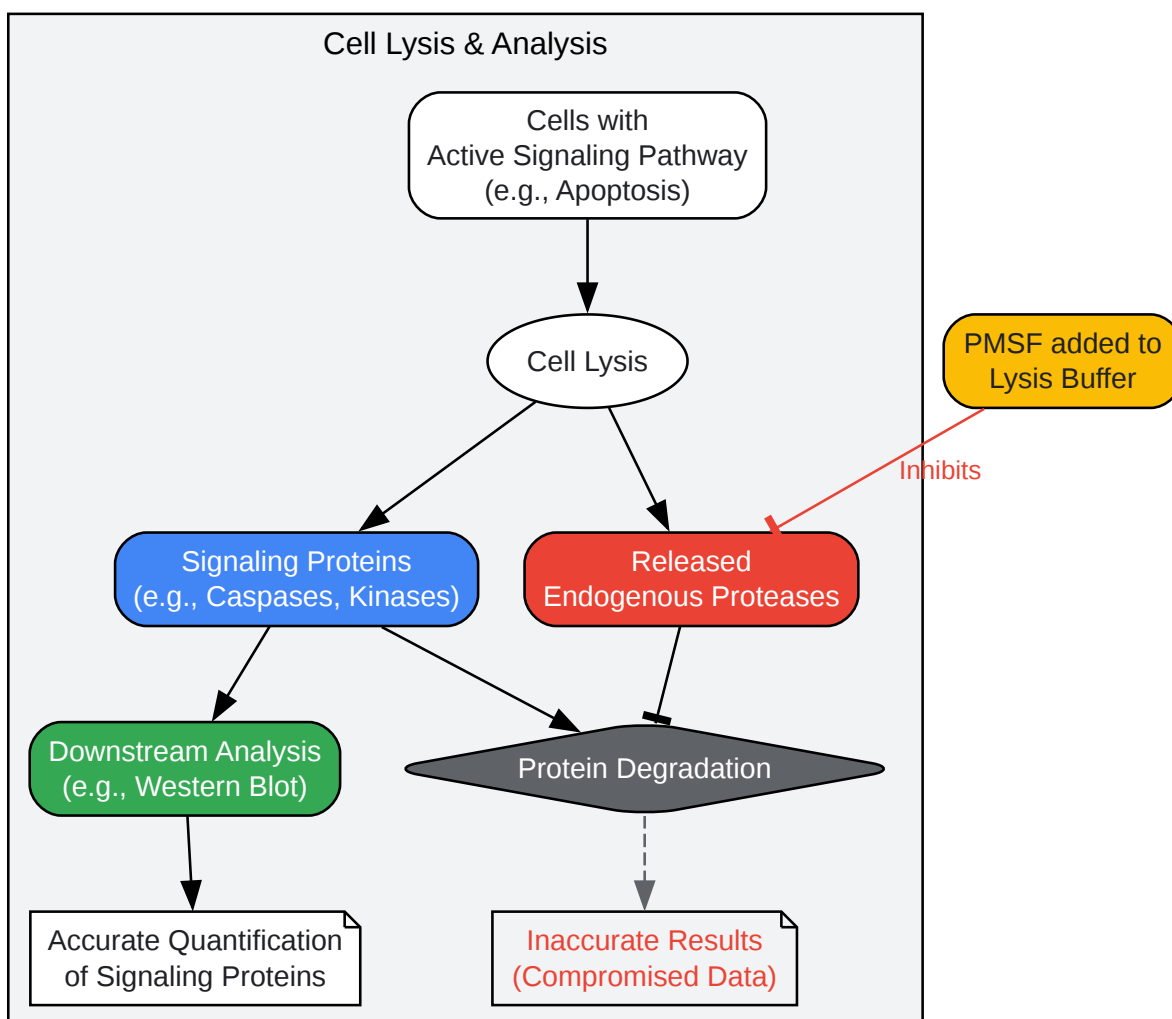 Cell Lysis & Analysis
Cells with
Active Signaling Pathway
(e.g., Apoptosis)
Cell Lysis
PMSF added to
Lysis Buffer
Inhibits
Signaling Proteins
(e.g., Caspases, Kinases)
Released
Endogenous Proteases
Downstream Analysis
(e.g., Western Blot)
Protein Degradation
Accurate Quantification
of Signaling Proteins
Inaccurate Results
(Compromised Data)